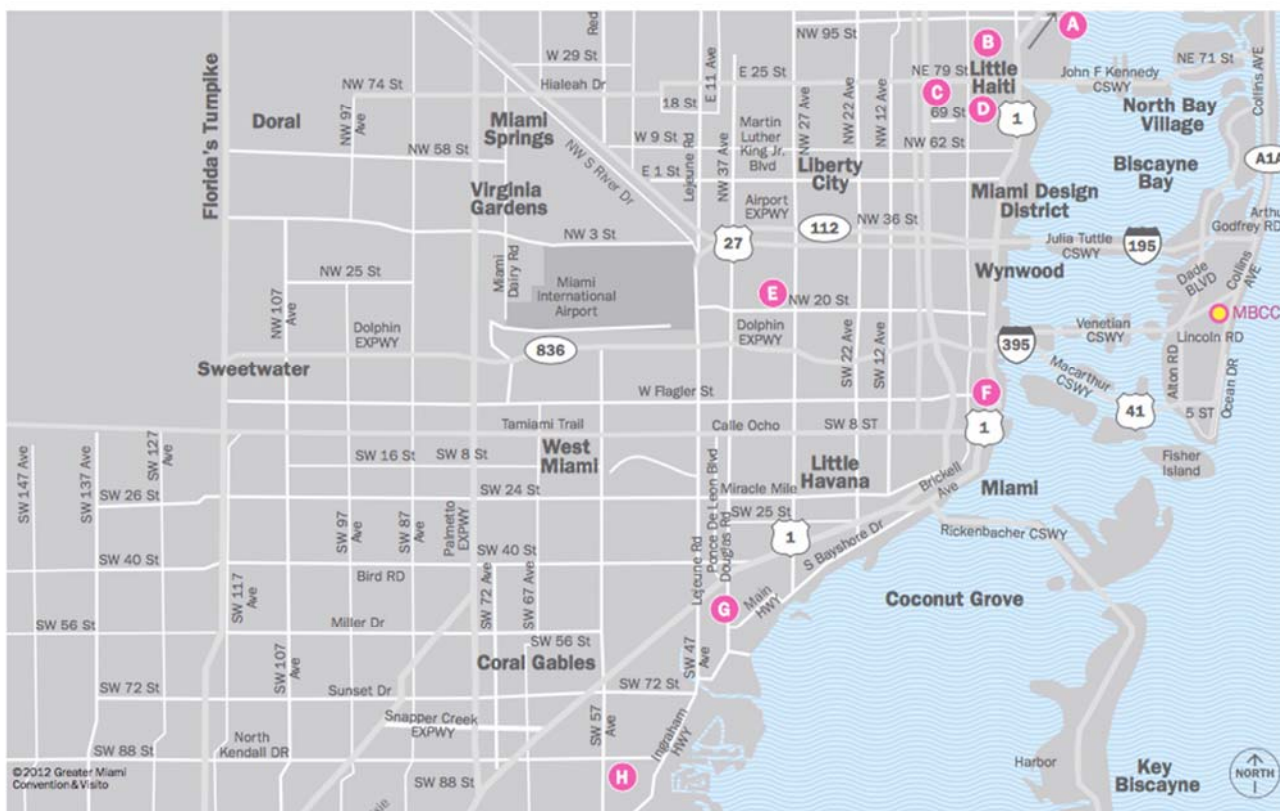 A
NW 95 St
Red
B
W 29 St
E 11 Ave
NE 71 St
Collins AVE
E 25 St
NE 79 St
Little
Haiti
NW 74 St
Hialeah Dr
John F Kennedy
CSWY
C
Florida's Turnpike
NW 97
Ave
18 St
NW 27 Ave
NW 22 Ave
NW 12 Ave
69 St
D
1
North Bay
Village
Doral
Miami
Springs
Martin
Luther
King Jr.
Blvd
W 9 St
NW 62 St
NW 58 St
NW S River Dr
Lejeune Rd
NW 37 Ave
E 1 St
Liberty
City
Biscayne
Bay
A1A
Virginia
Gardens
Miami Design
District
Airport
EXPWY
NW 36 St
112
27
NW 3 St
Arthu
Godfrey RD
Julia Tuttle
CSWY
195
Miami
Dairy Rd
NW 25 St
Wynwood
Dade
BLVD
Collins
AVE
Miami
International
Airport
E
NW 20 St
NW 107
Ave
MBCC
Dolphin
EXPWY
Dolphin
EXPWY
Venetian
CSWY
Lincoln RD
836
SW 22 Ave
SW 12 Ave
395
Sweetwater
Macarthur
CSWY
Alton RD
Ocean DR
W Flagler St
F
41
5 ST
Tamiami Trail
Calle Ocho
SW 8 ST
1
SW 147 Ave
SW 137 Ave
SW 127
Ave
West
Miami
SW 16 St
SW 8 St
Little
Havana
Fisher
Island
SW 26 St
SW 24 St
Miracle Mile
Brickell
Ave
Miami
Ponce De Leon Blvd
Douglas Rd
SW 25 St
SW 97
Ave
SW 87
Ave
Palmetto
EXPWY
1
S Bayshore Dr
Rickenbacher CSWY
SW 40 St
SW 40 St
Bird RD
SW 117
Ave
SW 72 Ave
SW 67 Ave
Lejeune Rd
G
Main
HWY
Coconut Grove
SW 56 St
Miller Dr
SW 56 St
SW 107
Ave
Coral Gables
SW 47
Ave
SW 72 St
Sunset Dr
SW 72 St
Snapper Creek
EXPWY
SW 57
Ave
Ingraham
HWY
SW 88 St
North
Kendall DR
©2012 Greater Miami
Convention & Visito
SW 88 St
H
Harbor
Key
Biscayne
NORTH